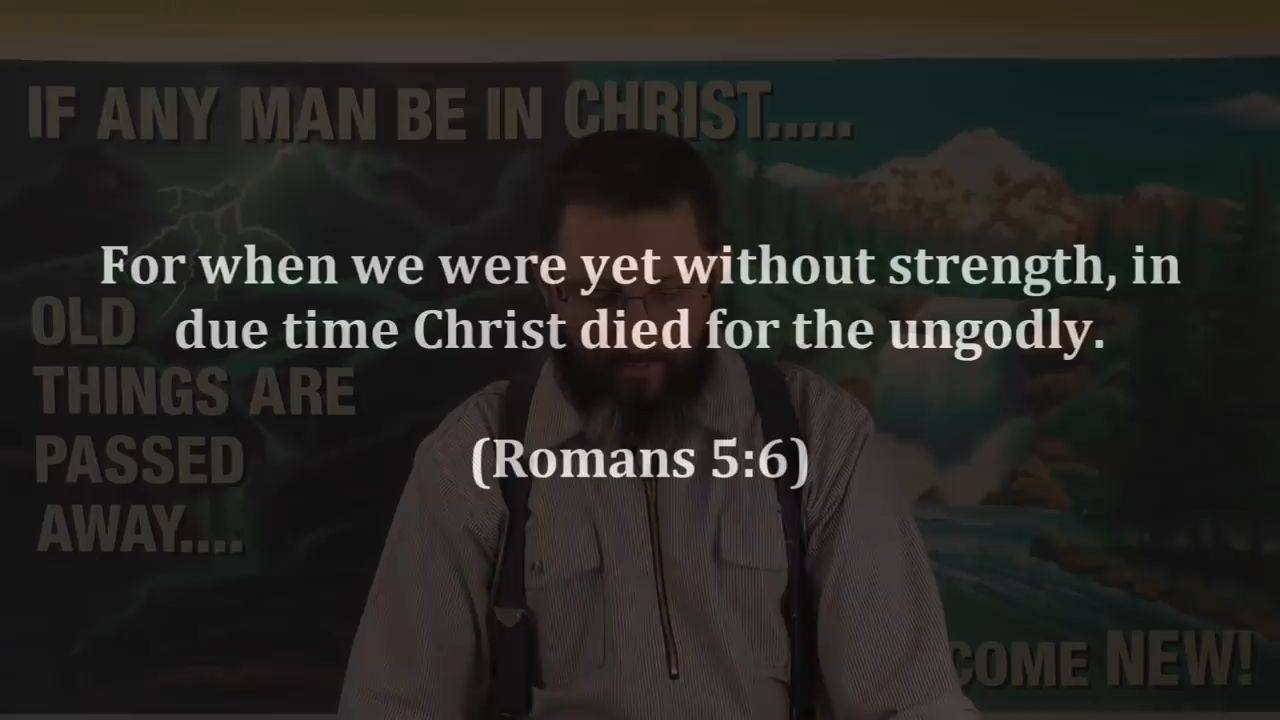 IF ANY MAN BE IN CHRIST.....
For when we were yet without strength, in
due time Christ died for the ungodly.
(Romans 5:6)
OLD
THINGS ARE
PASSED
AWAY....
COME NEW!